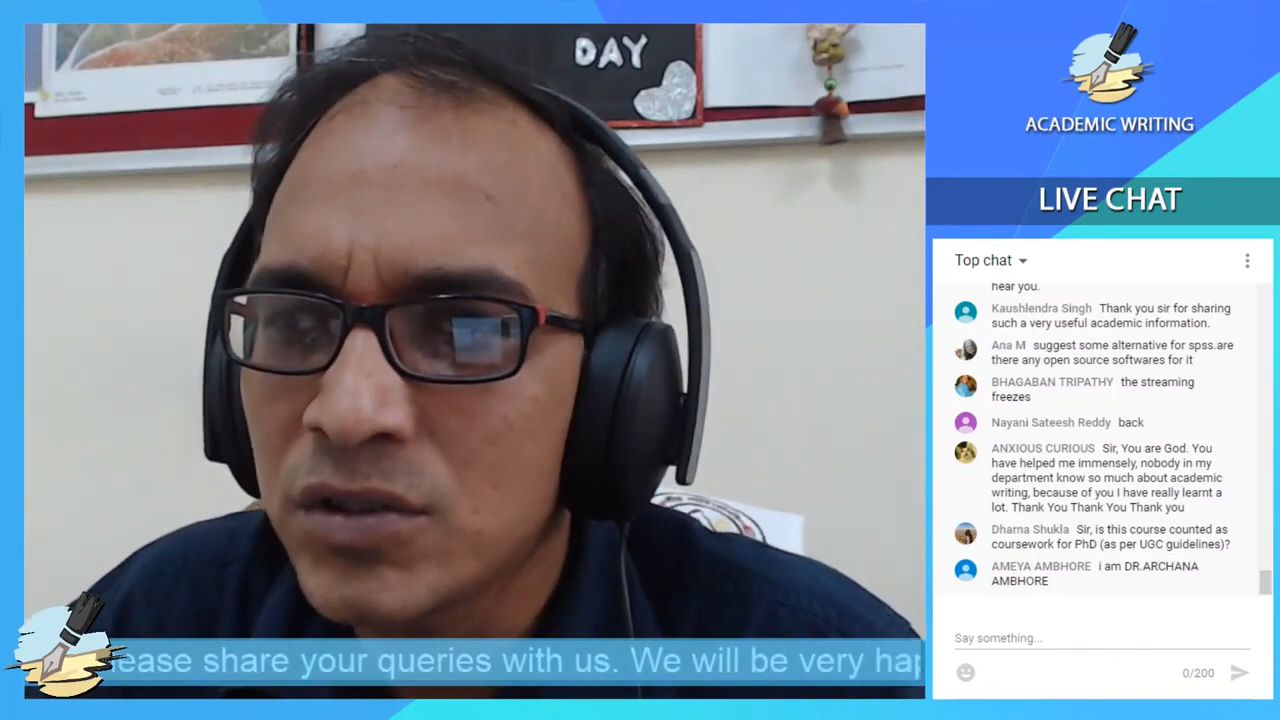 DAY
ACADEMIC WRITING
LIVE CHAT
Top chat
hear you.
Kaushlendra Singh Thank you sir for sharing
such a very useful academic information.
Ana M suggest some alternative for spss.are
there any open source softwares for it
BHAGABAN TRIPATHY the streaming
freezes
Nayani Sateesh Reddy back
ANXIOUS CURIOUS Sir, You are God. You
have helped me immensely, nobody in my
department know so much about academic
writing, because of you I have really learnt a
lot. Thank You Thank You Thank you
Dharna Shukla Sir, is this course counted as
coursework for PhD (as per UGC guidelines)?
AMEYA AMBHORE i am DR.ARCHANA
AMBHORE
Say something...
0/200
ease share your queries with us. We will be very hap